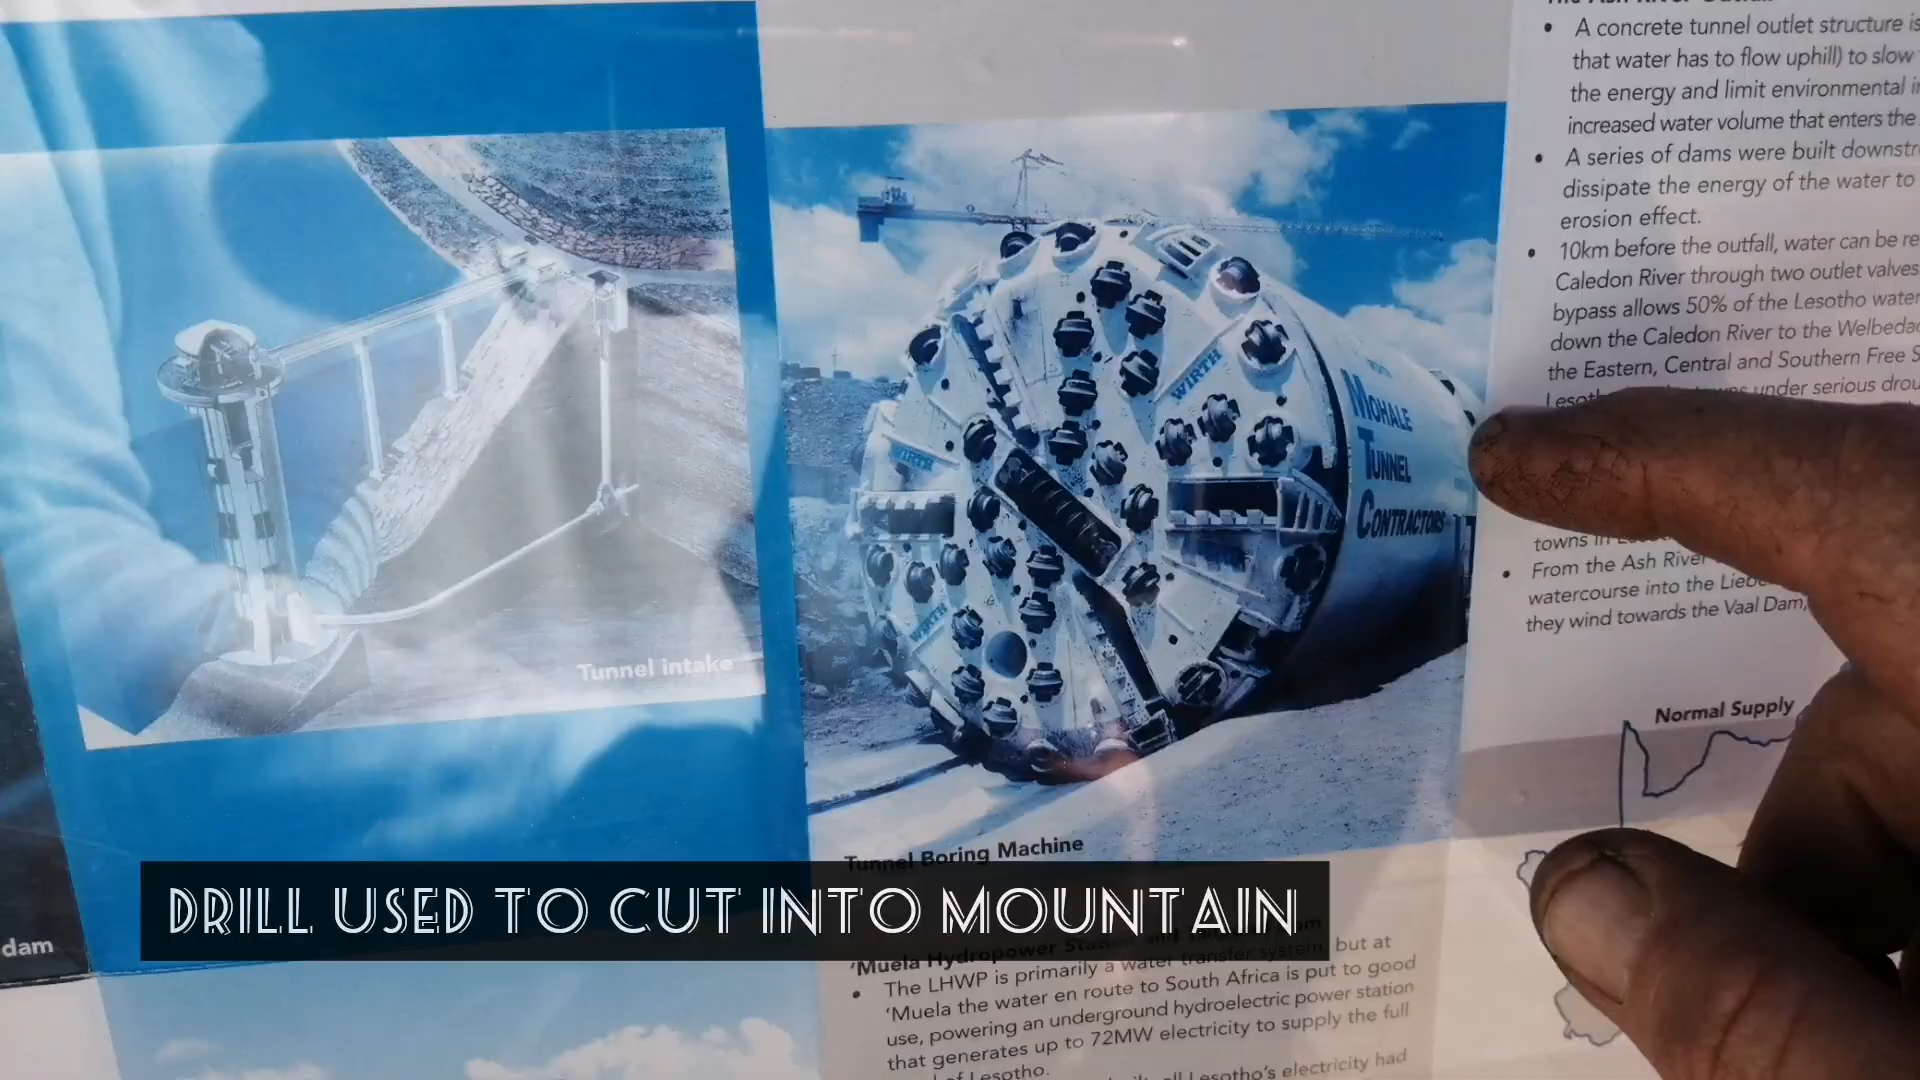 Tunnel intake
dam
WIRTH
WIRTH
WIRTH
MOHALE
TUNNEL
CONTRACTORS
Tunnel Boring Machine
DRILL USED TO CUT INTO MOUNTAIN
'Muela Hydropower
• The LHWP is primarily a water transfer system, but at
'Muela the water en route to South Africa is put to good
use, powering an underground hydroelectric power station
that generates up to 72MW electricity to supply the full
of Lesotho.
Lesotho's electricity had
• A concrete tunnel outlet structure is
that water has to flow uphill) to slow
the energy and limit environmental
increased water volume that enters the
• A series of dams were built
dissipate the energy of the water to
erosion effect.
• 10km before the outfall, water can be
Caledon River through two outlet valves
bypass allows 50% of the Lesotho water
down the Caledon River to the
the Eastern, Central and Southern Free
under serious
towns in
• From the Ash River
watercourse into the
they wind towards the Vaal Dam,
Normal Supply